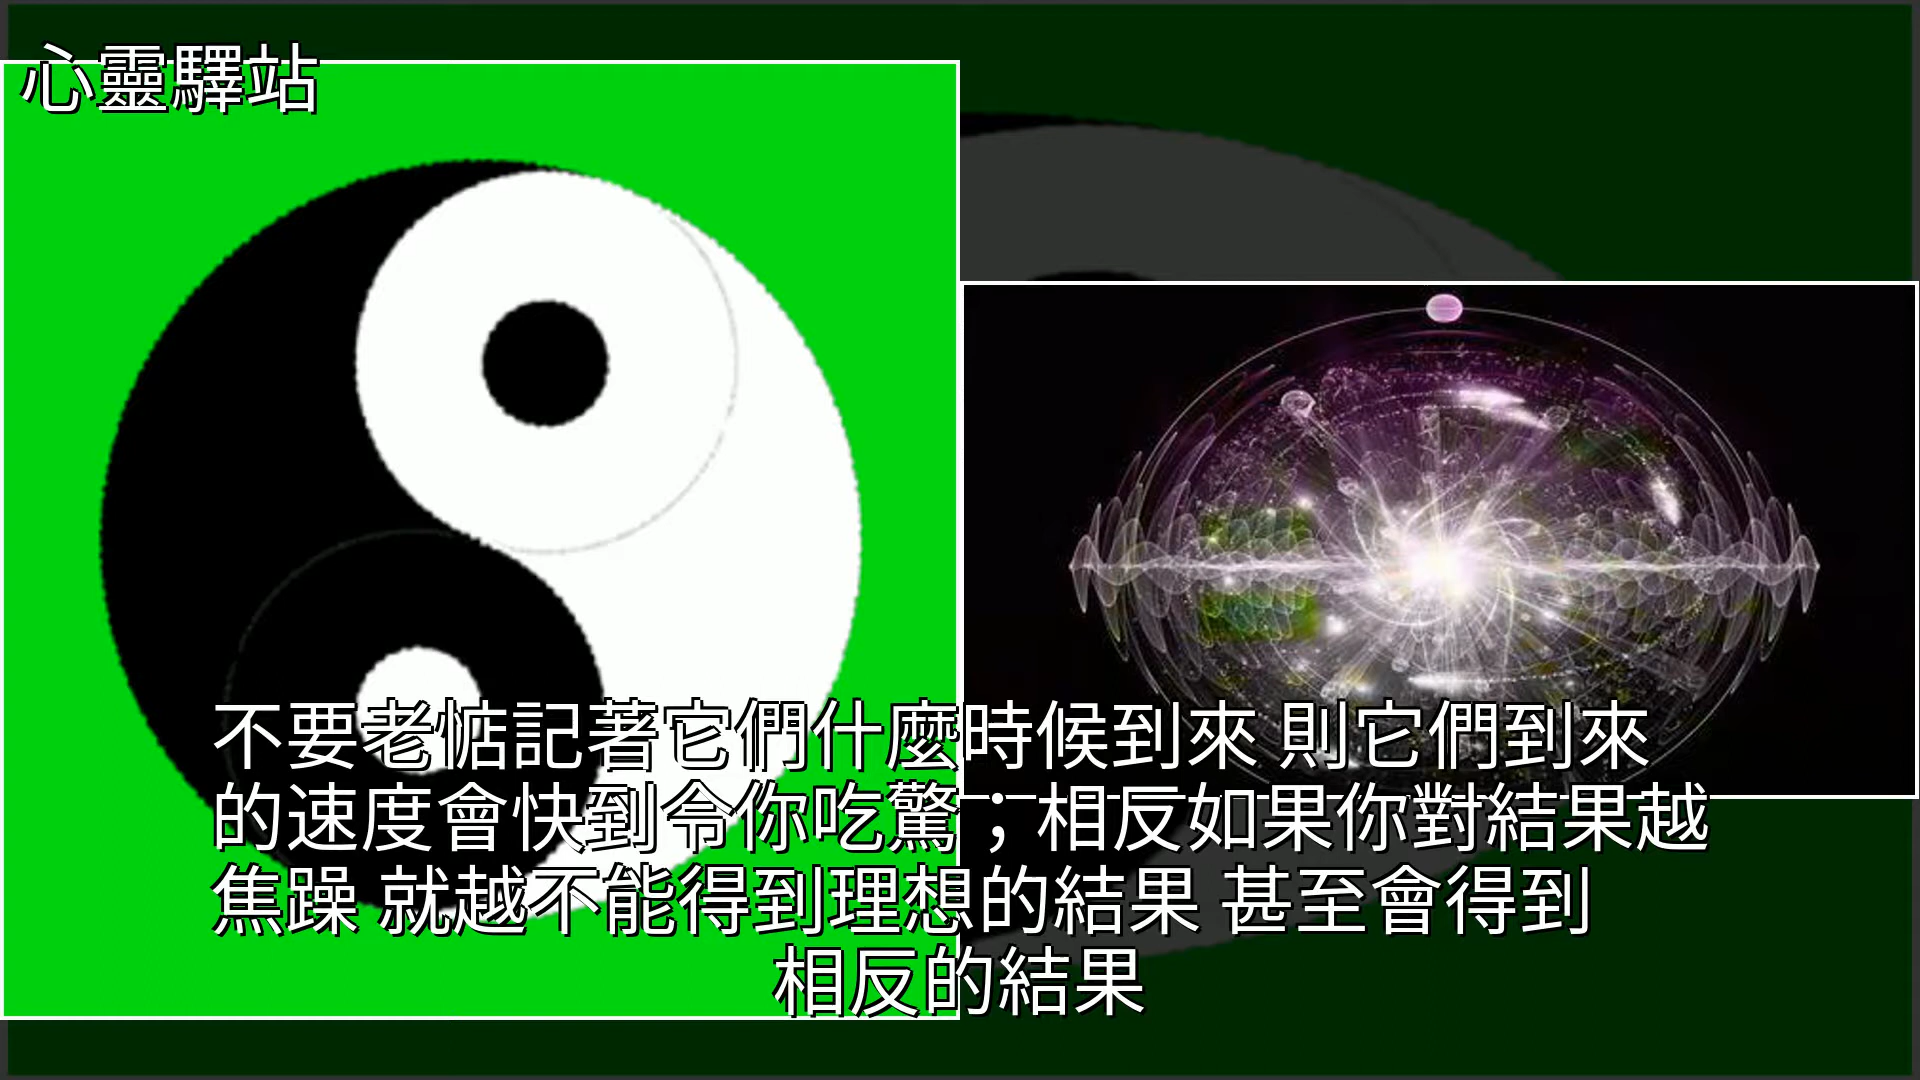 心靈驛站
不要老惦記著它們什麼時候到來 則它們到來
的速度會快到令你吃驚；相反如果你對結果越
焦躁 就越不能得到理想的結果 甚至會得到
相反的結果